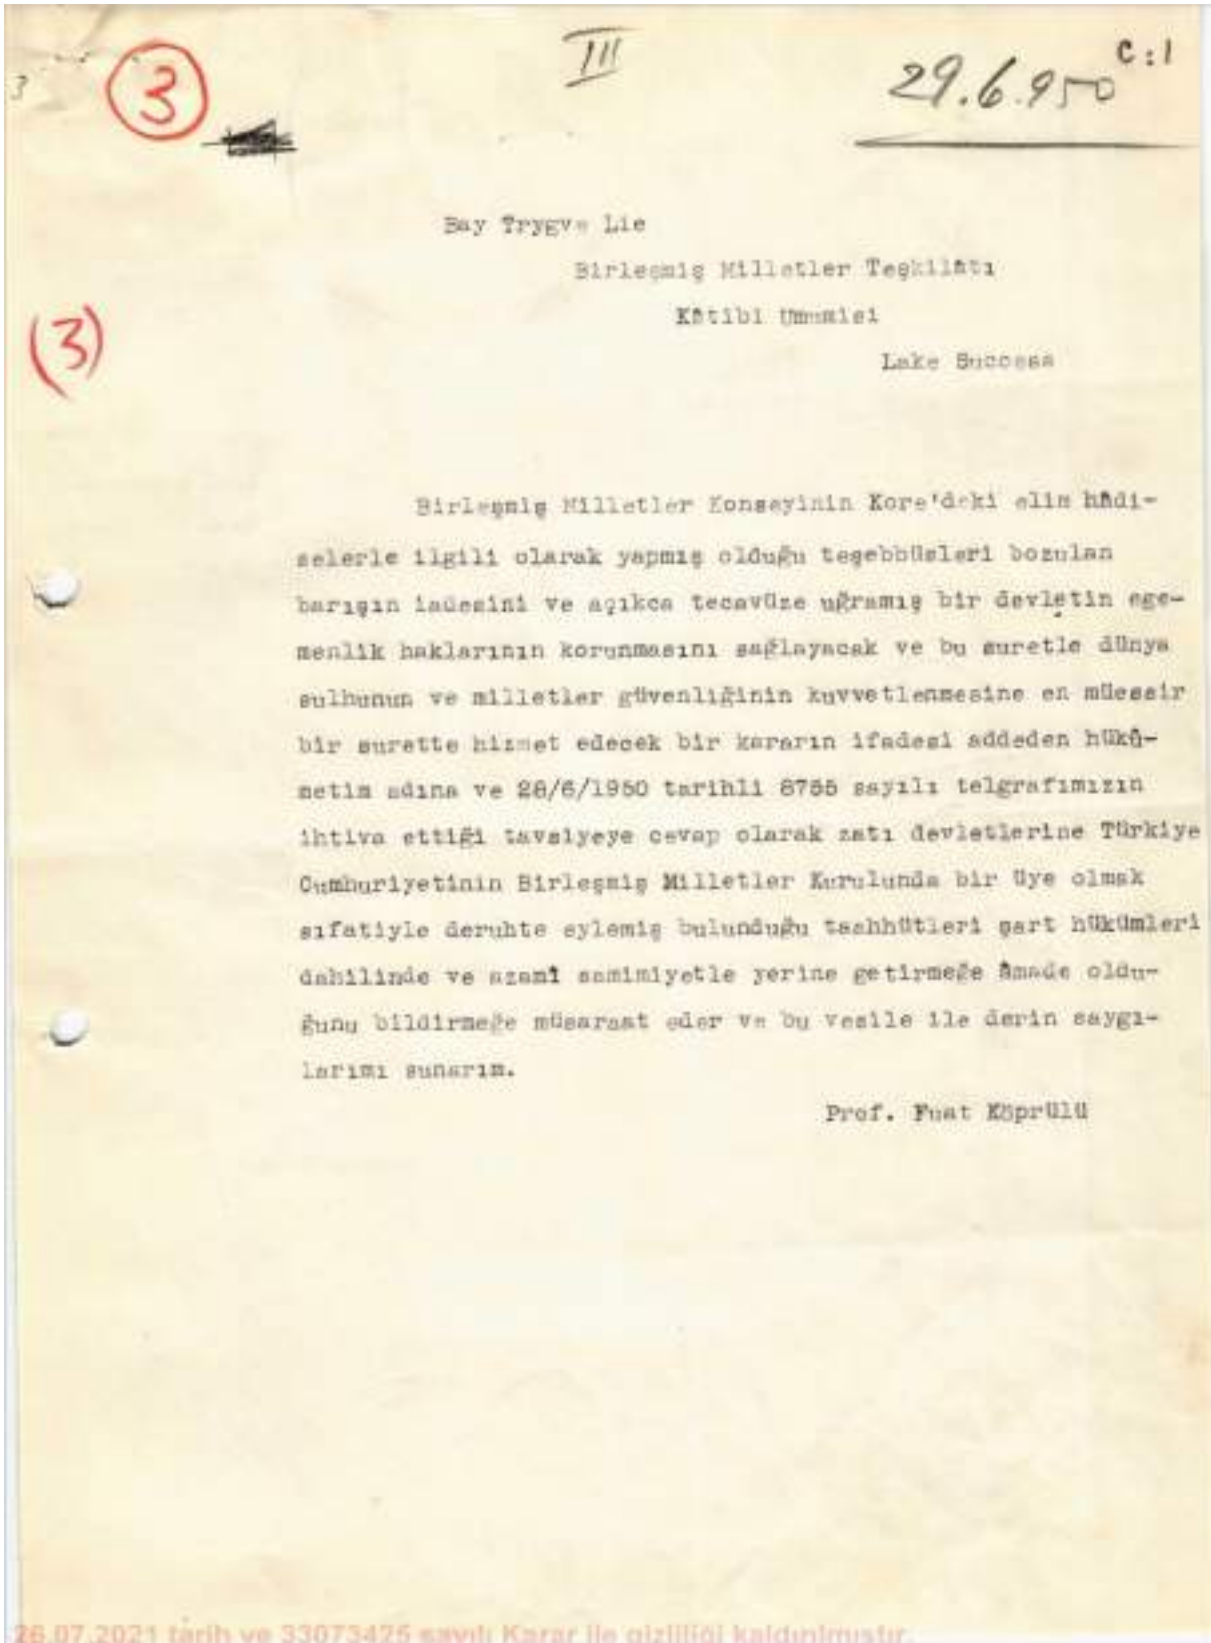 III
C:1
29.6.950
3
3
Bay Trygve Lie
Birleşmiş Milletler Teşkilâtı
Kâtibi Umumisi
Lake Success
(3)
Birleşmiş Milletler Konseyinin Kore'deki elim hâdi-
selerle ilgili olarak yapmış olduğu teşebbüsleri bozulan
barışın iadesini ve açıkca tecavüze uğramış bir devletin ege-
menlik haklarının korunmasını sağlayacak ve bu suretle dünya
sulhunun ve milletler güvenliğinin kuvvetlenmesine en müessir
bir surette hizmet edecek bir kararın ifadesi addeden hükû-
metim adına ve 28/6/1950 tarihli 8755 sayılı telgrafımızın
ihtiva ettiği tavsiyeye cevap olarak zatı devletlerine Türkiye
Cumhuriyetinin Birleşmiş Milletler Kurulunda bir üye olmak
sıfatiyle deruhte eylemiş bulunduğu taahhütleri şart hükümleri
dahilinde ve azamî samimiyetle yerine getirmeğe âmade oldu-
ğunu bildirmeğe müsaraat eder ve bu vesile ile derin saygı-
larımı sunarım.
Prof. Fuat Köprülü
26.07.2021 tarih ve 33073425 sayılı Karar ile gizliliği kaldırılmıştır.